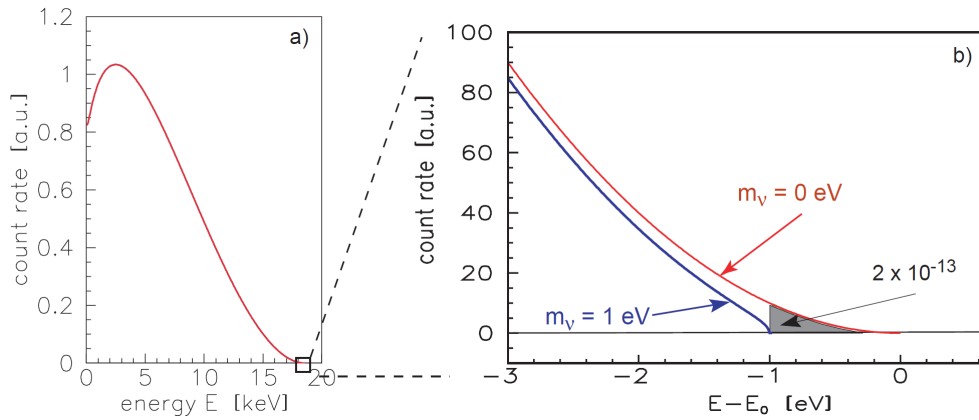 a)
count rate [a.u.]
1.2
1
0.8
0.6
0.4
0.2
0
0 5 10 15 20
energy E [keV]
b)
count rate [a.u.]
100
80
60
40
20
0
mν = 0 eV
2 x 10⁻¹³
mν = 1 eV
−3 −2 −1 0
E−E₀ [eV]